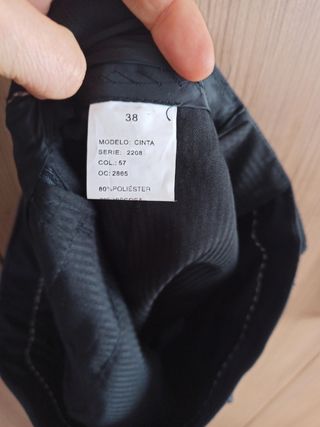 38
MODELO: CINTA
SERIE: 2208
COL.: 57
OC: 2865
80%POLIÉSTER